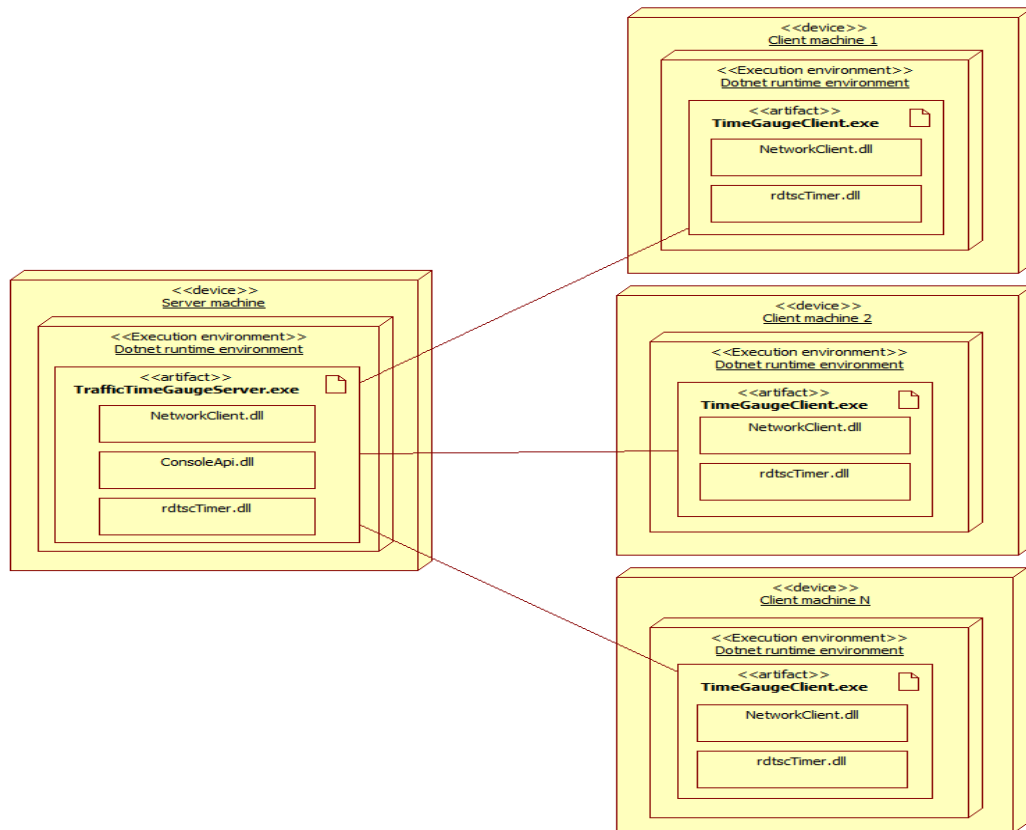 <<device>>
Server machine
<<Execution environment>>
Dotnet runtime environment
<<artifact>>
TrafficTimeGaugeServer.exe
NetworkClient.dll
ConsoleApi.dll
rdtscTimer.dll
<<device>>
Client machine 1
<<Execution environment>>
Dotnet runtime environment
<<artifact>>
TimeGaugeClient.exe
NetworkClient.dll
rdtscTimer.dll
<<device>>
Client machine 2
<<Execution environment>>
Dotnet runtime environment
<<artifact>>
TimeGaugeClient.exe
NetworkClient.dll
rdtscTimer.dll
<<device>>
Client machine N
<<Execution environment>>
Dotnet runtime environment
<<artifact>>
TimeGaugeClient.exe
NetworkClient.dll
rdtscTimer.dll